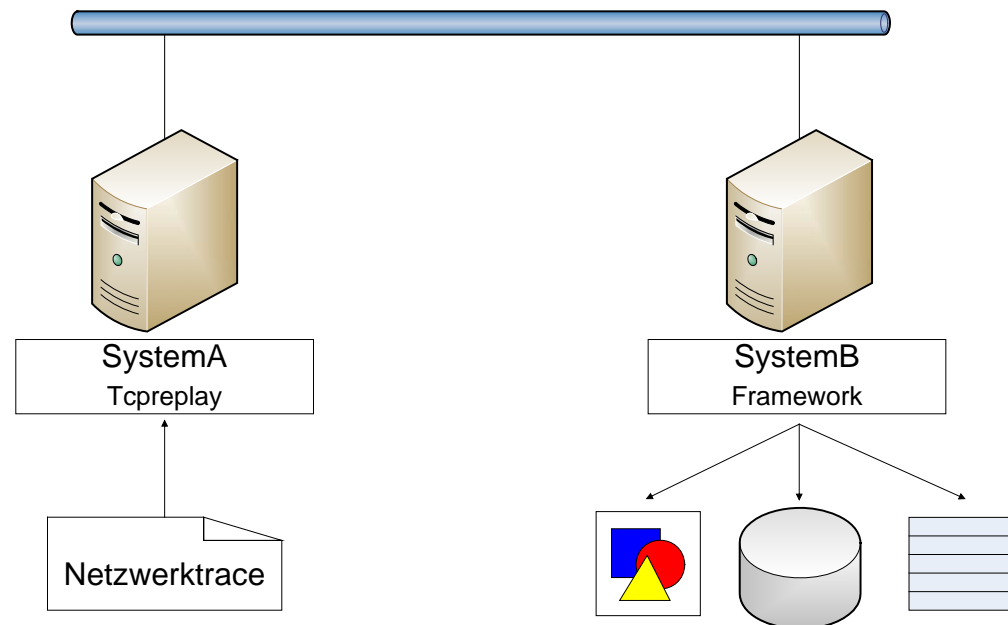 SystemA
Tcpreplay
SystemB
Framework
Netzwerktrace